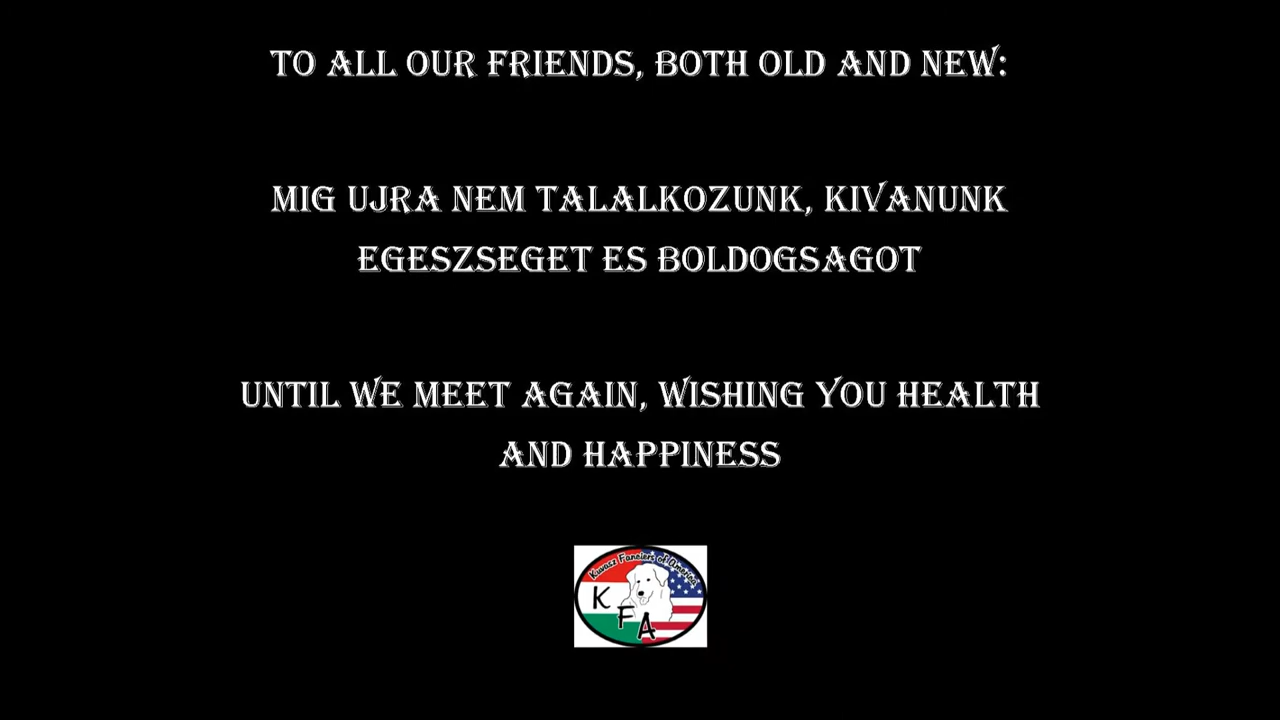 TO ALL OUR FRIENDS, BOTH OLD AND NEW:
MIG UJRA NEM TALALKOZUNK, KIVANUNK
EGESZSEGET ES BOLDOGSAGOT
UNTIL WE MEET AGAIN, WISHING YOU HEALTH
AND HAPPINESS
Kuvasz Fanciers of America
K
F
A